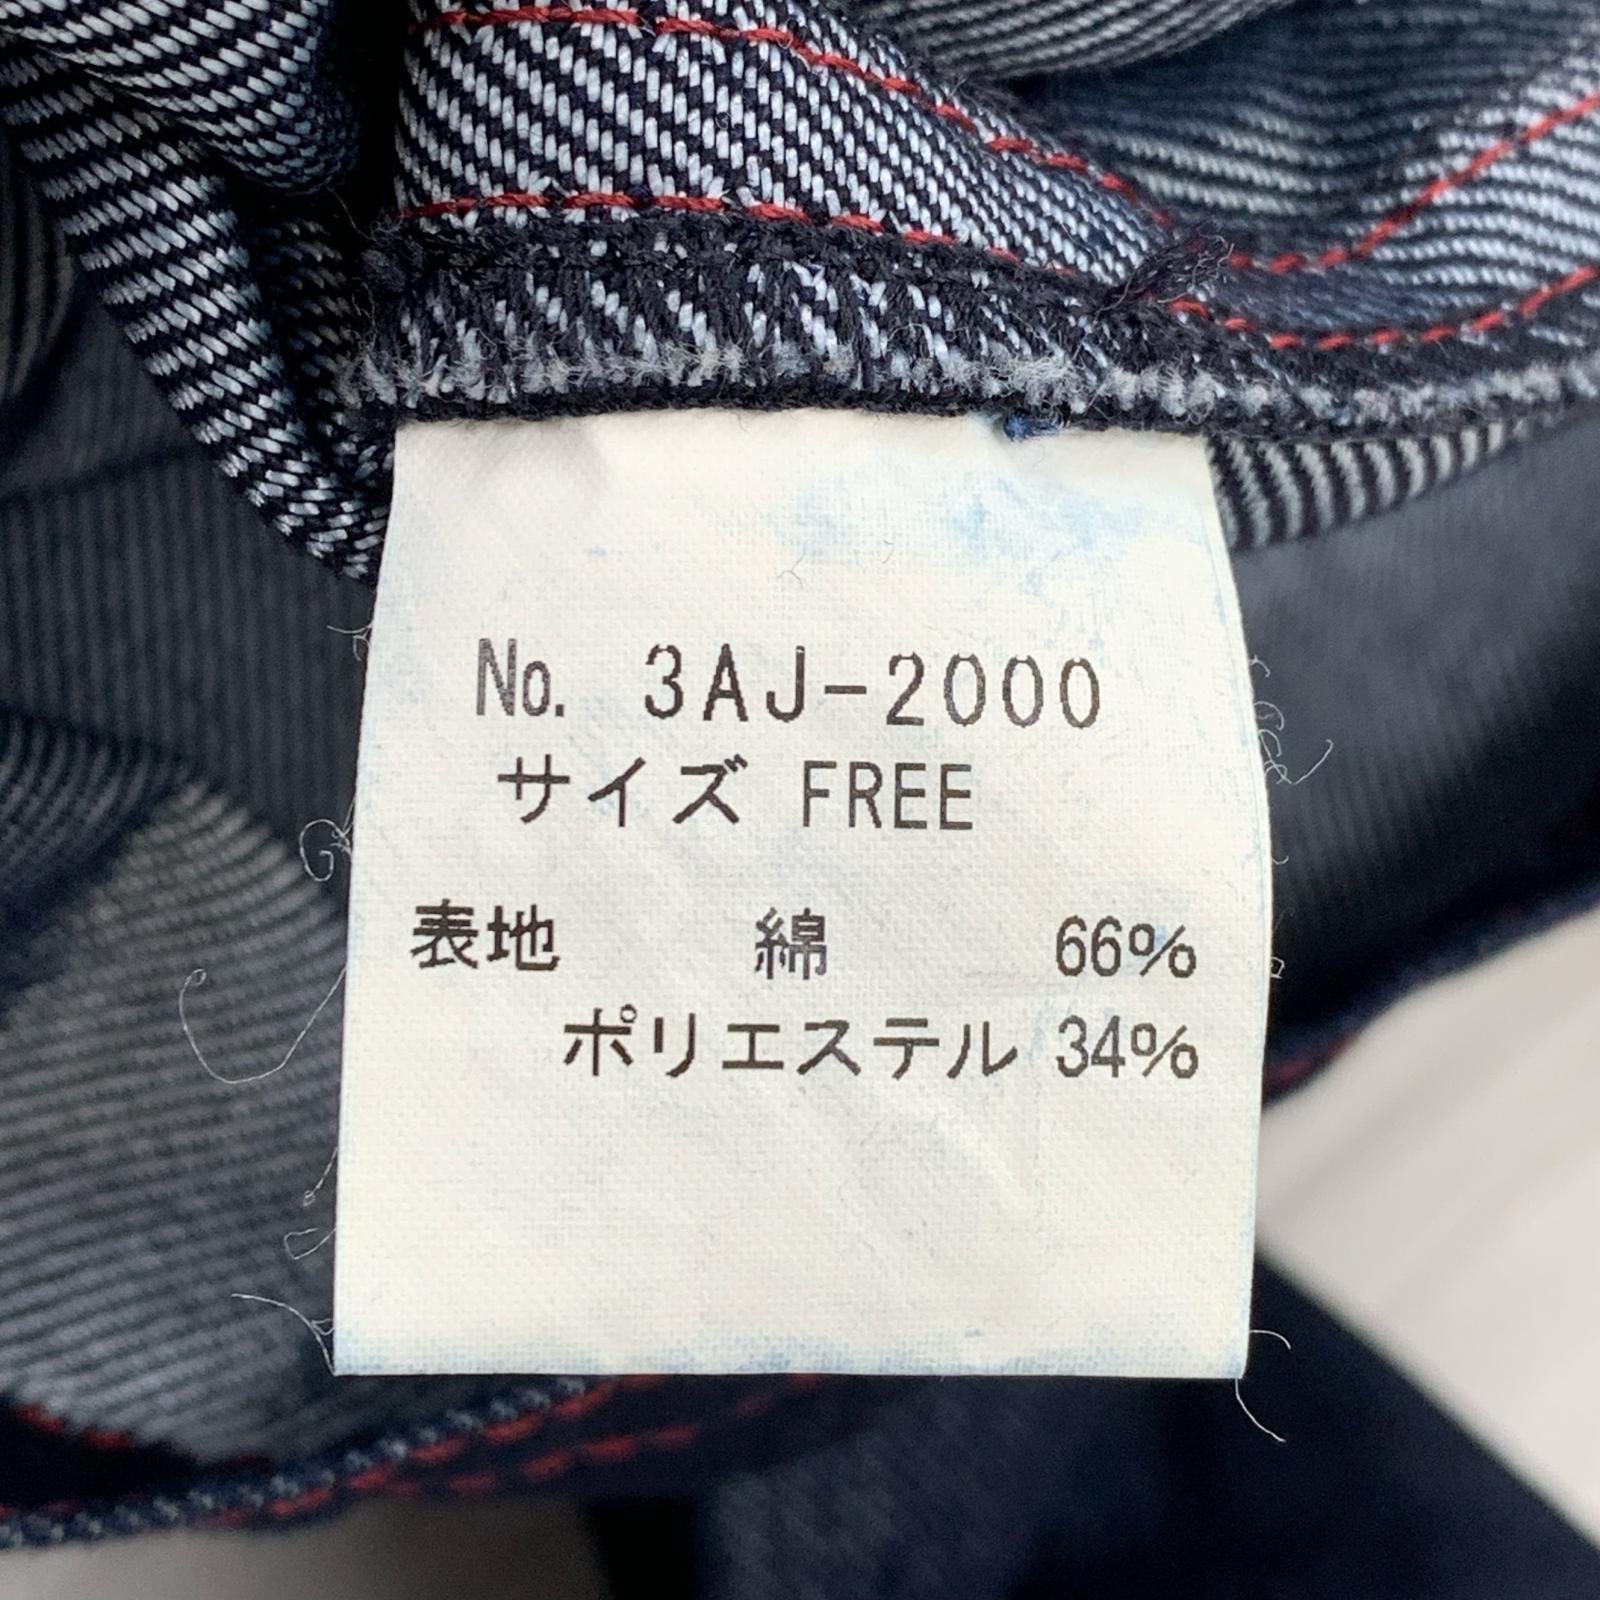 No. 3AJ-2000
サイズ FREE
表地 綿 66%
ポリエステル 34%